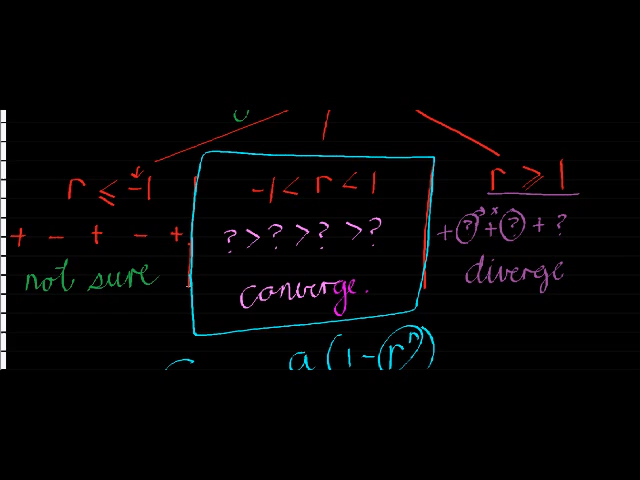 r ≤ -1
-1 < r < 1
r ≥ 1
+ - + - +
? > ? > ? > ?
+ ? + ? + ?
not sure
converge.
diverge
a(1-r^n)